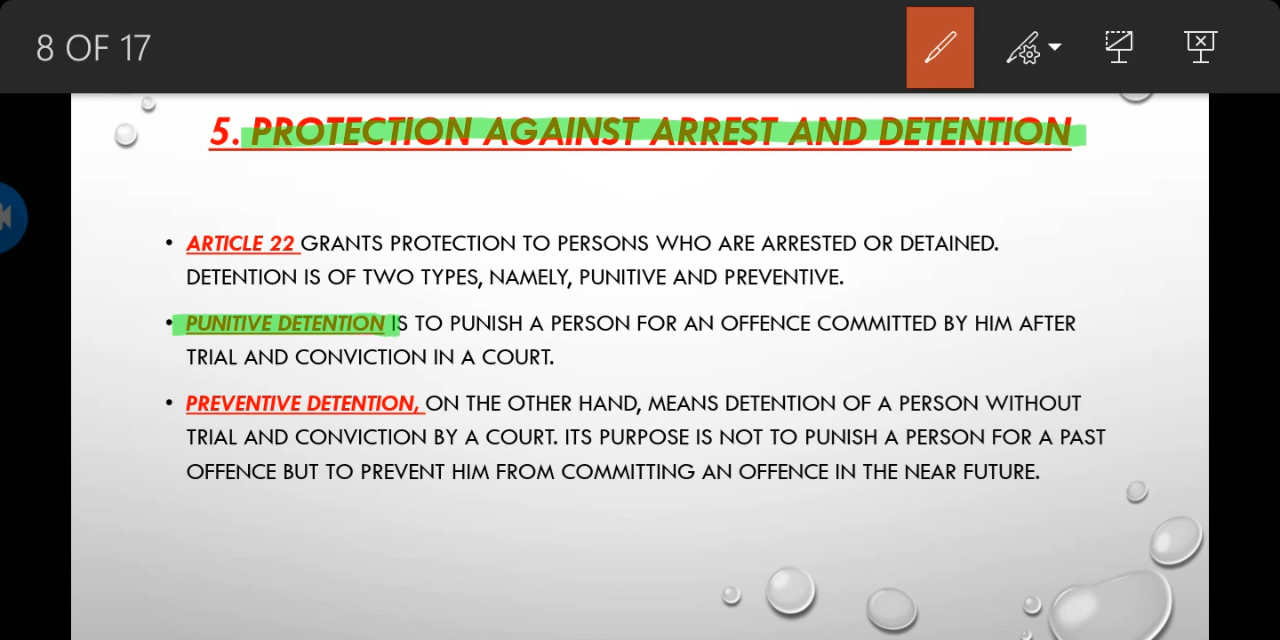 8 OF 17
5. PROTECTION AGAINST ARREST AND DETENTION
• ARTICLE 22 GRANTS PROTECTION TO PERSONS WHO ARE ARRESTED OR DETAINED.
DETENTION IS OF TWO TYPES, NAMELY, PUNITIVE AND PREVENTIVE.
• PUNITIVE DETENTION IS TO PUNISH A PERSON FOR AN OFFENCE COMMITTED BY HIM AFTER
TRIAL AND CONVICTION IN A COURT.
• PREVENTIVE DETENTION, ON THE OTHER HAND, MEANS DETENTION OF A PERSON WITHOUT
TRIAL AND CONVICTION BY A COURT. ITS PURPOSE IS NOT TO PUNISH A PERSON FOR A PAST
OFFENCE BUT TO PREVENT HIM FROM COMMITTING AN OFFENCE IN THE NEAR FUTURE.